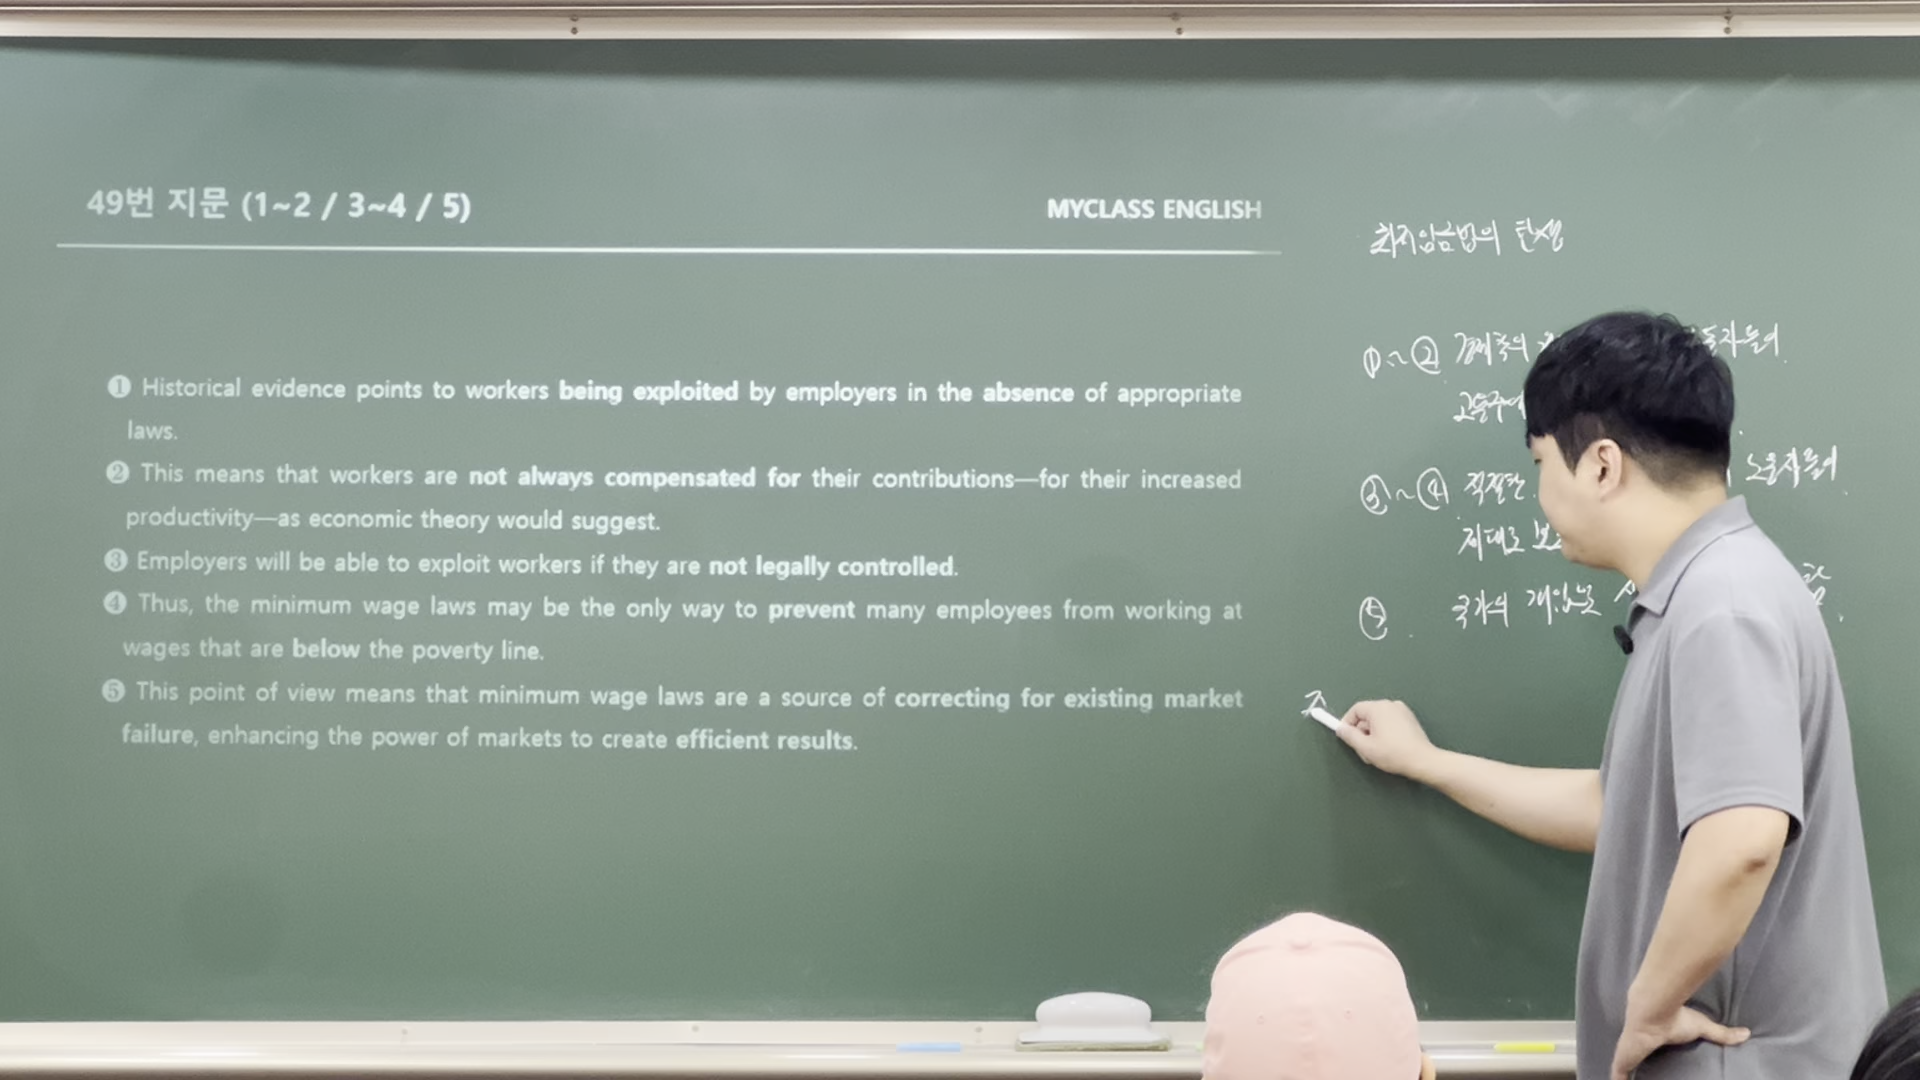 49번 지문 (1~2 / 3~4 / 5)
MYCLASS ENGLISH
❶ Historical evidence points to workers being exploited by employers in the absence of appropriate
laws.
❷ This means that workers are not always compensated for their contributions—for their increased
productivity—as economic theory would suggest.
❸ Employers will be able to exploit workers if they are not legally controlled.
❹ Thus, the minimum wage laws may be the only way to prevent many employees from working at
wages that are below the poverty line.
❺ This point of view means that minimum wage laws are a source of correcting for existing market
failure, enhancing the power of markets to create efficient results.
최저임금법의 탄생
①~②
③~④ 적절한 노동자들이
제대로
⑤ 국가의 개입은